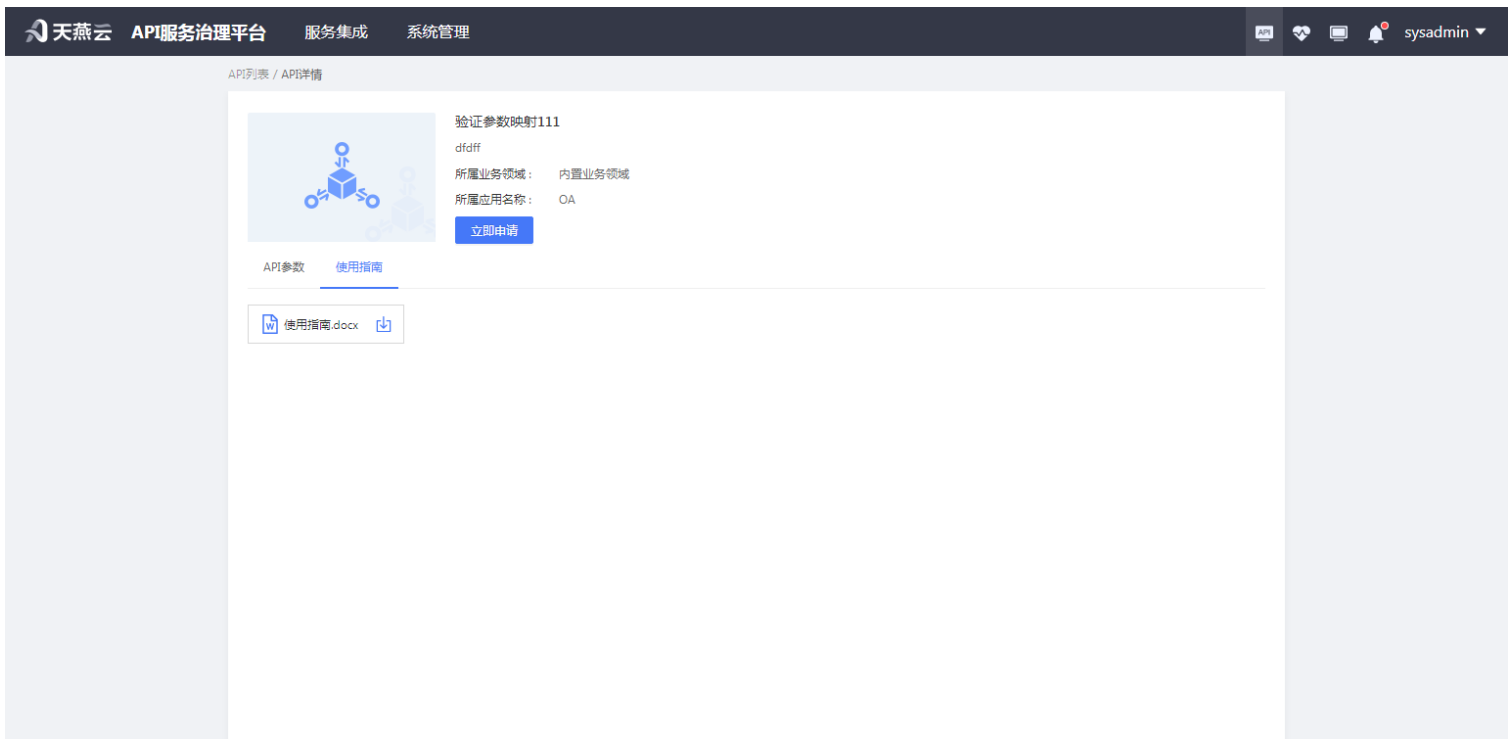 天燕云 API服务治理平台 服务集成 系统管理 API sysadmin
API列表 / API详情
验证参数映射111
dfdff
所属业务领域： 内置业务领域
所属应用名称： OA
立即申请
API参数 使用指南
W 使用指南.docx